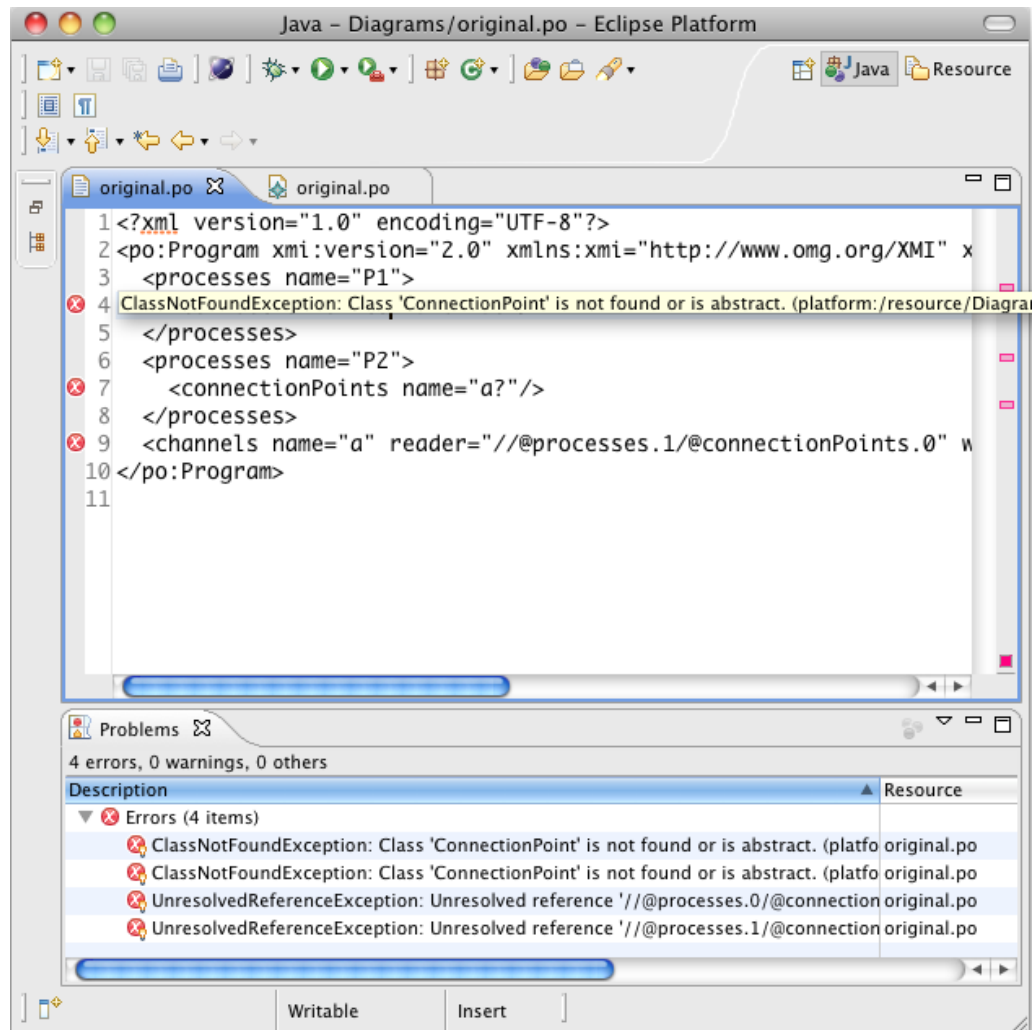 Java – Diagrams/original.po – Eclipse Platform
Java Resource
original.po original.po
1 <?xml version="1.0" encoding="UTF-8"?>
2 <po:Program xmi:version="2.0" xmlns:xmi="http://www.omg.org/XMI" x
3 <processes name="P1">
4 ClassNotFoundException: Class 'ConnectionPoint' is not found or is abstract. (platform:/resource/Diagra
5 </processes>
6 <processes name="P2">
7 <connectionPoints name="a?"/>
8 </processes>
9 <channels name="a" reader="//@processes.1/@connectionPoints.0" w
10 </po:Program>
11
Problems
4 errors, 0 warnings, 0 others
Description Resource
Errors (4 items)
ClassNotFoundException: Class 'ConnectionPoint' is not found or is abstract. (platfo original.po
ClassNotFoundException: Class 'ConnectionPoint' is not found or is abstract. (platfo original.po
UnresolvedReferenceException: Unresolved reference '//@processes.0/@connection original.po
UnresolvedReferenceException: Unresolved reference '//@processes.1/@connection original.po
Writable Insert